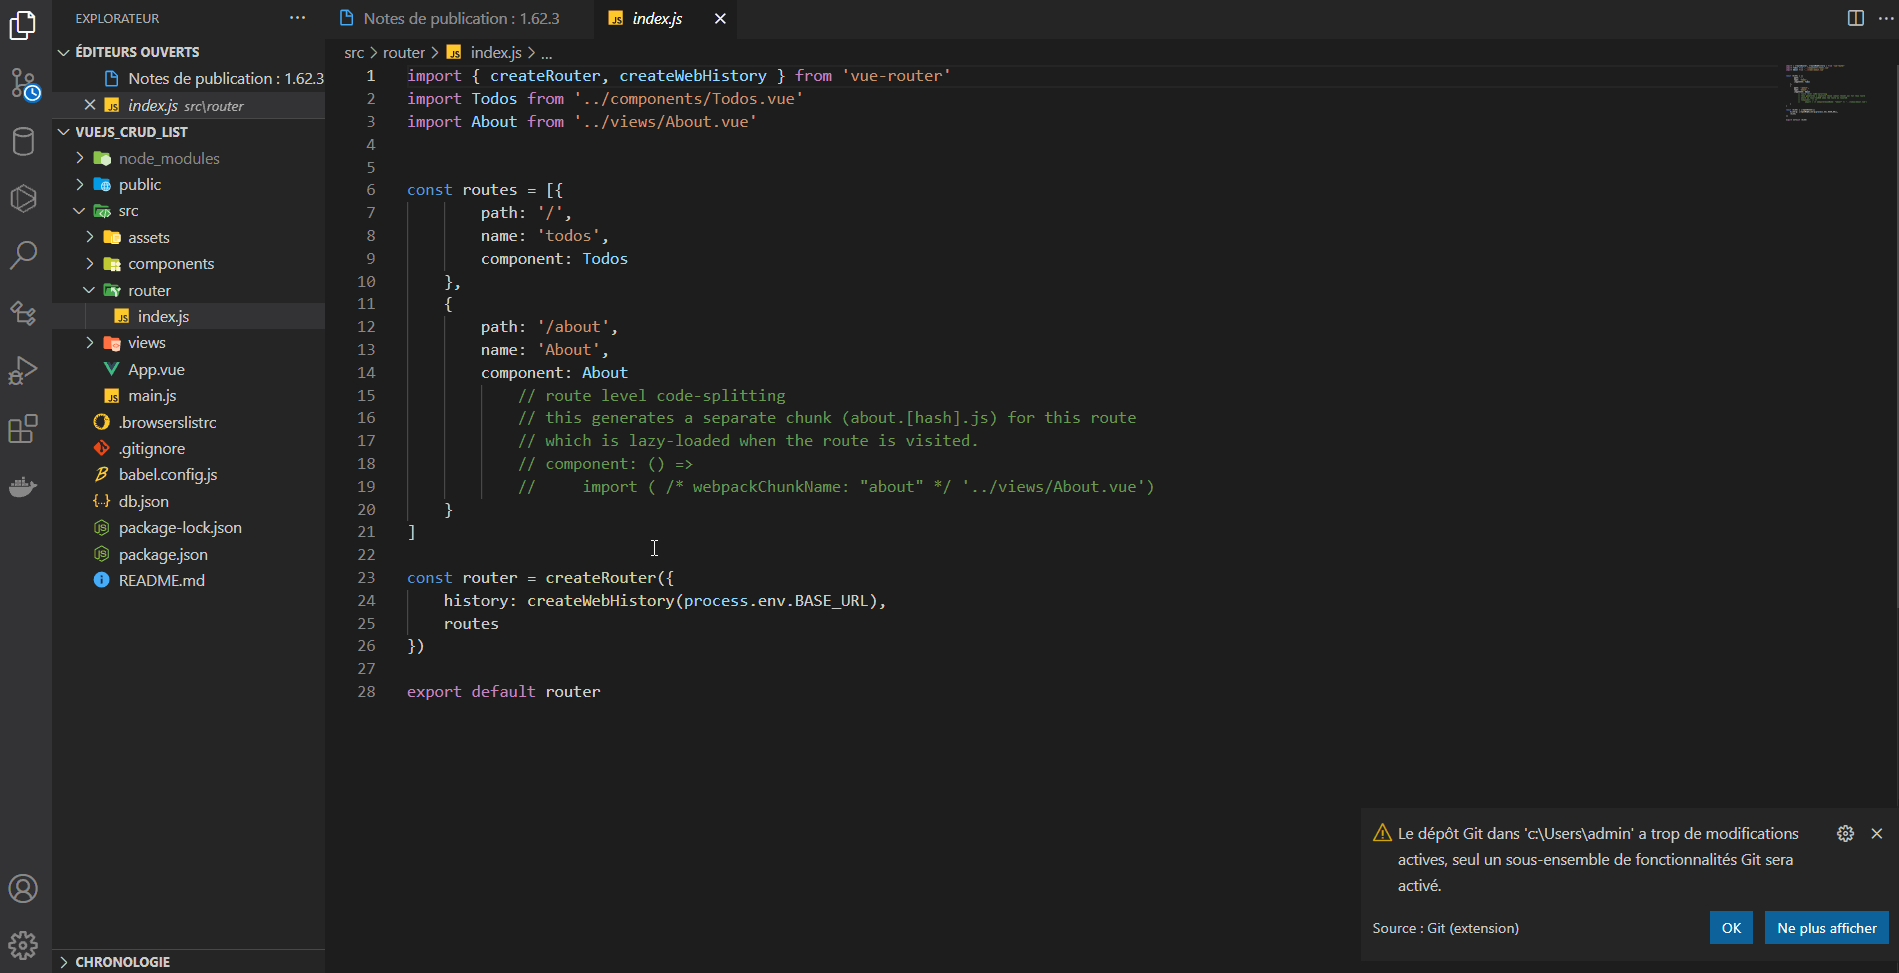 EXPLORATEUR
ÉDITEURS OUVERTS
Notes de publication : 1.62.3
index.js src\router
VUEJS_CRUD_LIST
node_modules
public
src
assets
components
router
index.js
views
App.vue
main.js
.browserslistrc
.gitignore
babel.config.js
db.json
package-lock.json
package.json
README.md
CHRONOLOGIE
Notes de publication : 1.62.3
index.js
src > router > index.js > ...
1 import { createRouter, createWebHistory } from 'vue-router'
2 import Todos from '../components/Todos.vue'
3 import About from '../views/About.vue'
4
5
6 const routes = [{
7 path: '/',
8 name: 'todos',
9 component: Todos
10 },
11 {
12 path: '/about',
13 name: 'About',
14 component: About
15 // route level code-splitting
16 // this generates a separate chunk (about.[hash].js) for this route
17 // which is lazy-loaded when the route is visited.
18 // component: () =>
19 // import ( /* webpackChunkName: "about" */ '../views/About.vue')
20 }
21 ]
22
23 const router = createRouter({
24 history: createWebHistory(process.env.BASE_URL),
25 routes
26 })
27
28 export default router
Le dépôt Git dans 'c:\Users\admin' a trop de modifications
actives, seul un sous-ensemble de fonctionnalités Git sera
activé.
Source : Git (extension)
OK
Ne plus afficher